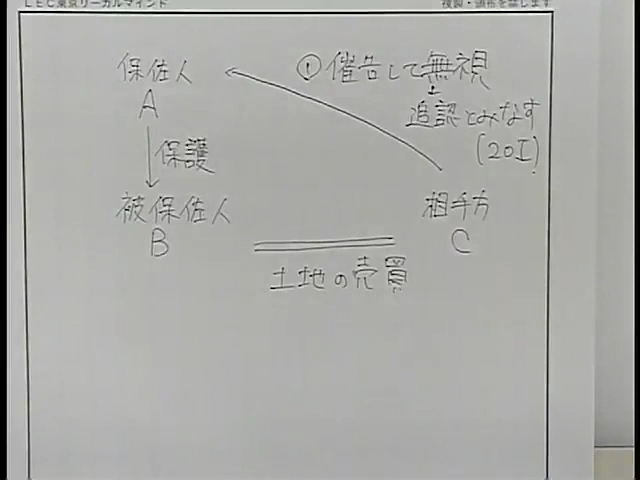 LEC東京リーガルマインド
複製・頒布を禁じます
保佐人
A
①催告して無視
↓
追認とみなす
(20I)
保護
被保佐人
B
相手方
C
土地の売買